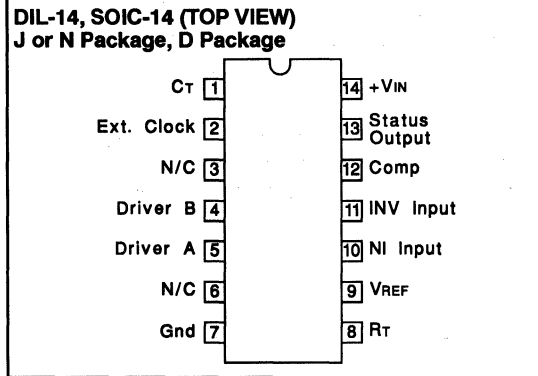 DIL-14, SOIC-14 (TOP VIEW)
J or N Package, D Package
CT 1
14 +VIN
Ext. Clock 2
13 Status Output
N/C 3
12 Comp
Driver B 4
11 INV Input
Driver A 5
10 NI Input
N/C 6
9 VREF
Gnd 7
8 RT